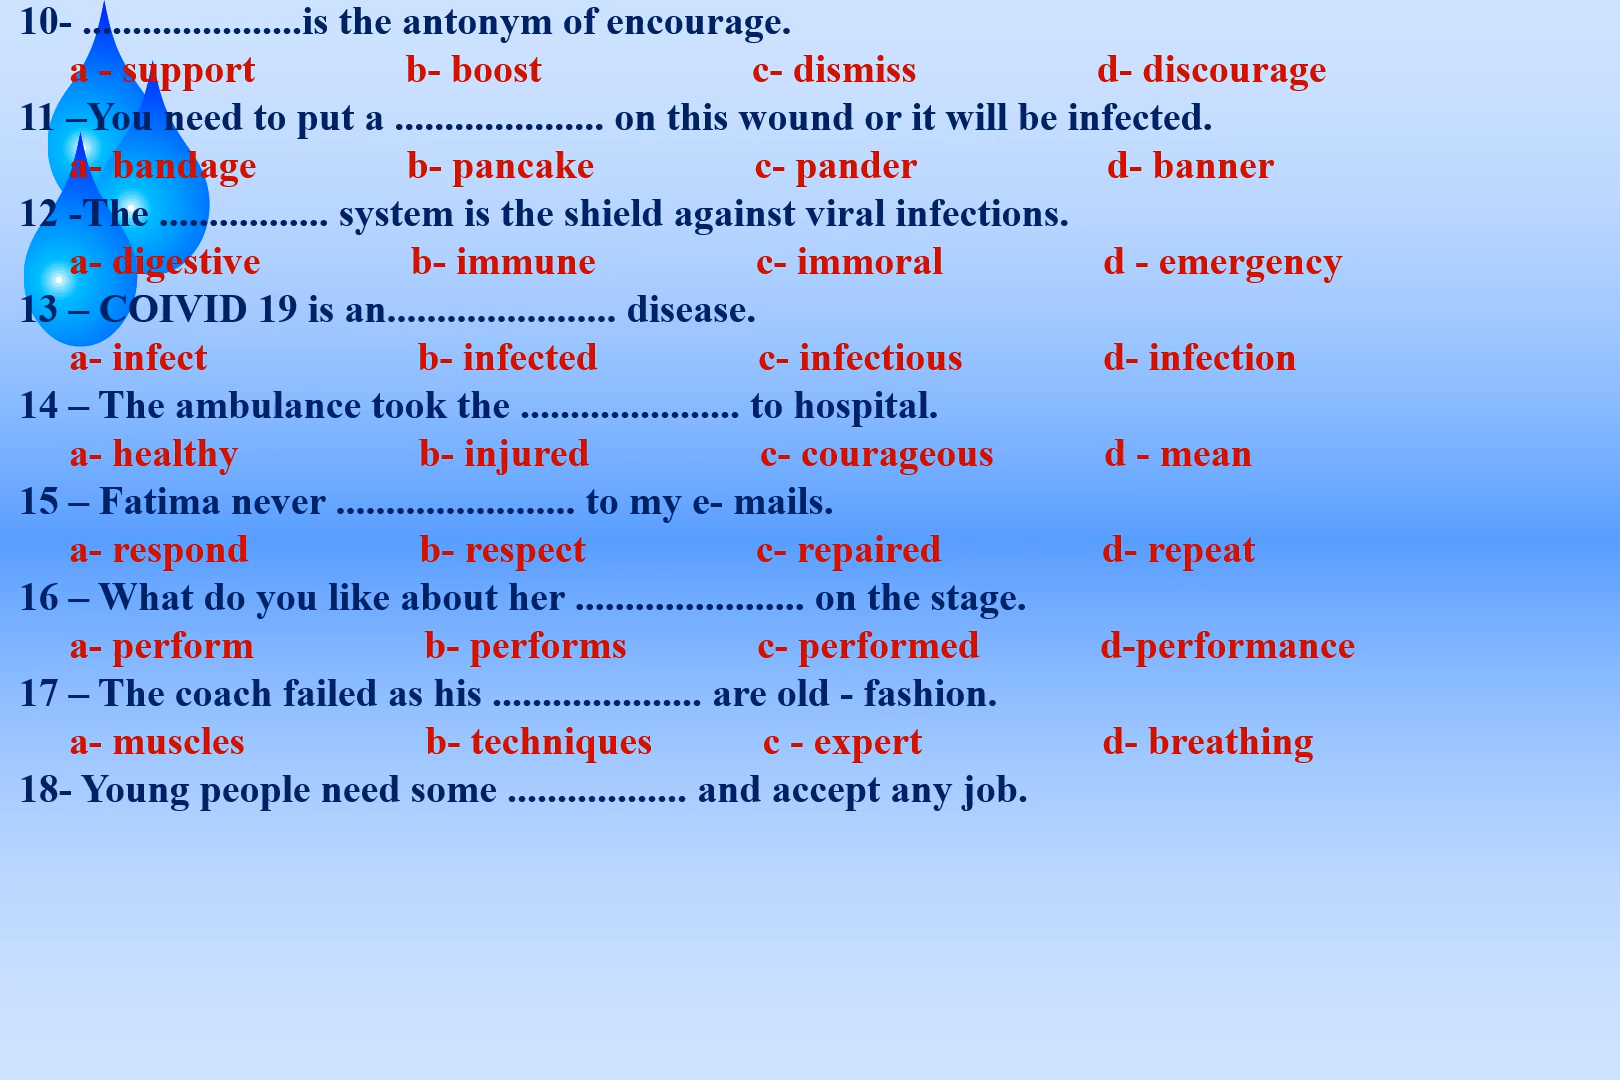 10- ......................is the antonym of encourage.
a - support b- boost c- dismiss d- discourage
11 –You need to put a ..................... on this wound or it will be infected.
a- bandage b- pancake c- pander d- banner
12 -The ................. system is the shield against viral infections.
a- digestive b- immune c- immoral d - emergency
13 – COIVID 19 is an....................... disease.
a- infect b- infected c- infectious d- infection
14 – The ambulance took the ...................... to hospital.
a- healthy b- injured c- courageous d - mean
15 – Fatima never ........................ to my e- mails.
a- respond b- respect c- repaired d- repeat
16 – What do you like about her ....................... on the stage.
a- perform b- performs c- performed d-performance
17 – The coach failed as his ..................... are old - fashion.
a- muscles b- techniques c - expert d- breathing
18- Young people need some .................. and accept any job.